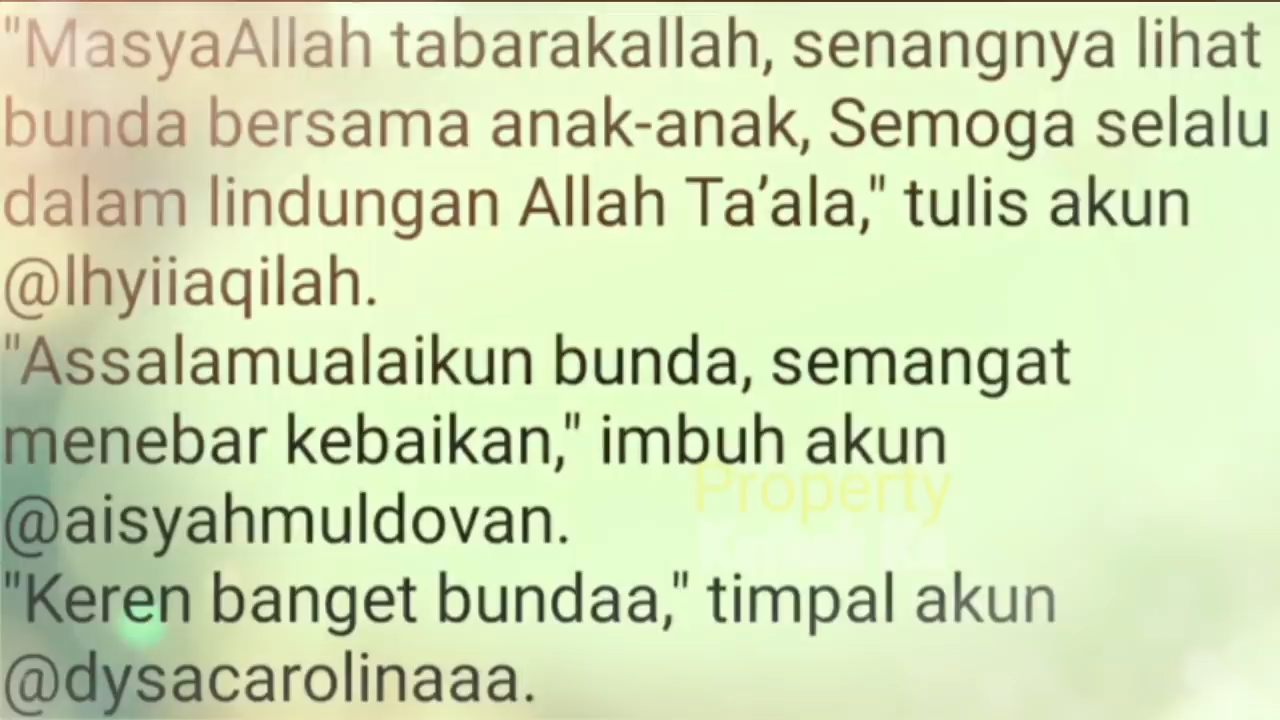 "MasyaAllah tabarakallah, senangnya lihat
bunda bersama anak-anak, Semoga selalu
dalam lindungan Allah Ta’ala," tulis akun
@lhyiiaqilah.
"Assalamualaikun bunda, semangat
menebar kebaikan," imbuh akun
Property
@aisyahmuldovan.
"Keren banget bundaa," timpal akun
@dysacarolinaaa.